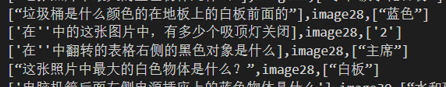 [“垃圾桶是什么颜色的在地板上的白板前面的”],image28,[“蓝色”]
['在''中的这张图片中，有多少个吸顶灯关闭],image28,['2']
['在''中翻转的表格右侧的黑色对象是什么],image28,[“主席”]
[“这张照片中最大的白色物体是什么？”,image28,[“白板”]